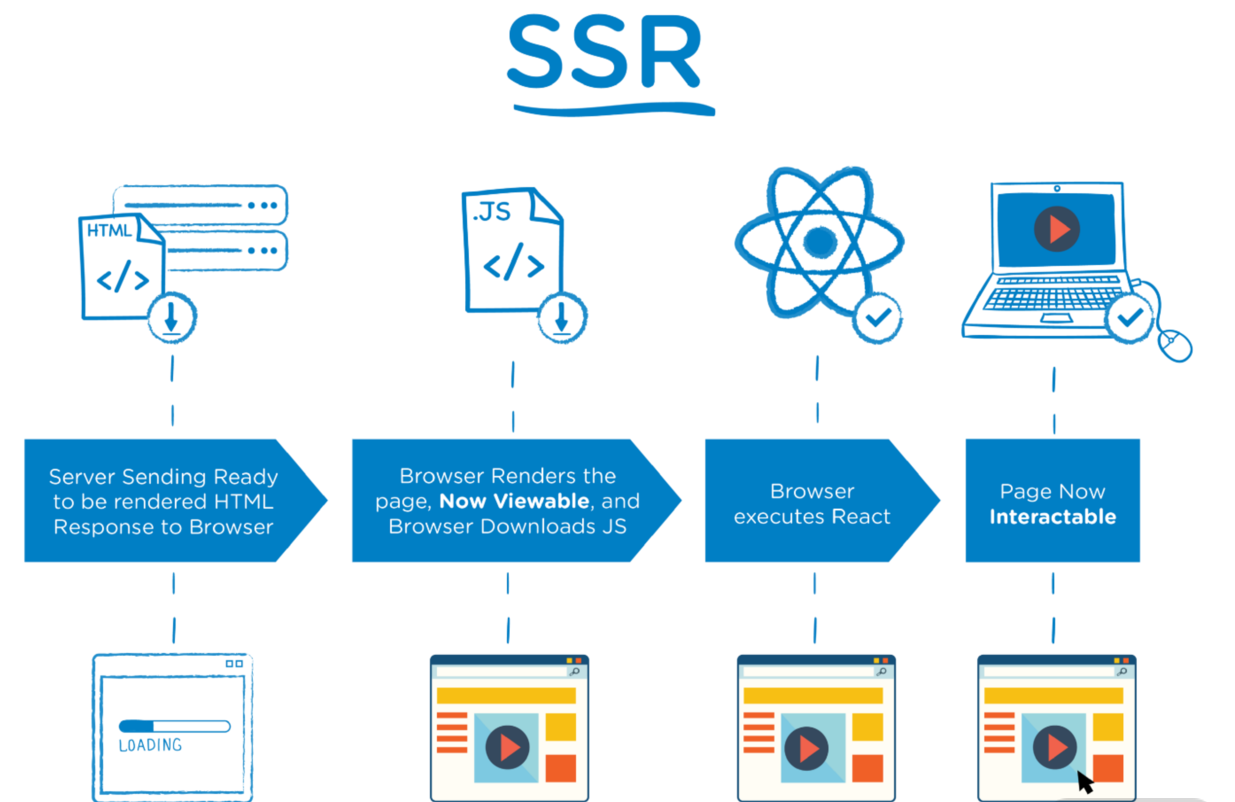 SSR
HTML
</>
.JS
</>
Server Sending Ready
to be rendered HTML
Response to Browser
Browser Renders the
page, Now Viewable, and
Browser Downloads JS
Browser
executes React
Page Now
Interactable
LOADING